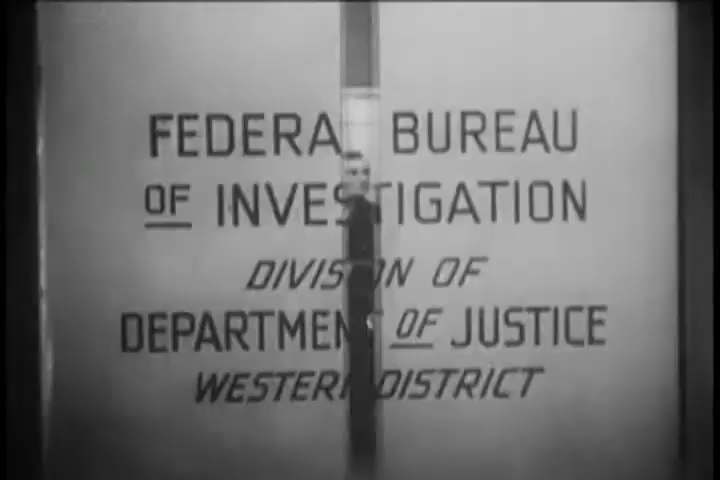 FEDERAL BUREAU
OF INVESTIGATION
DIVISION OF
DEPARTMENT OF JUSTICE
WESTERN DISTRICT